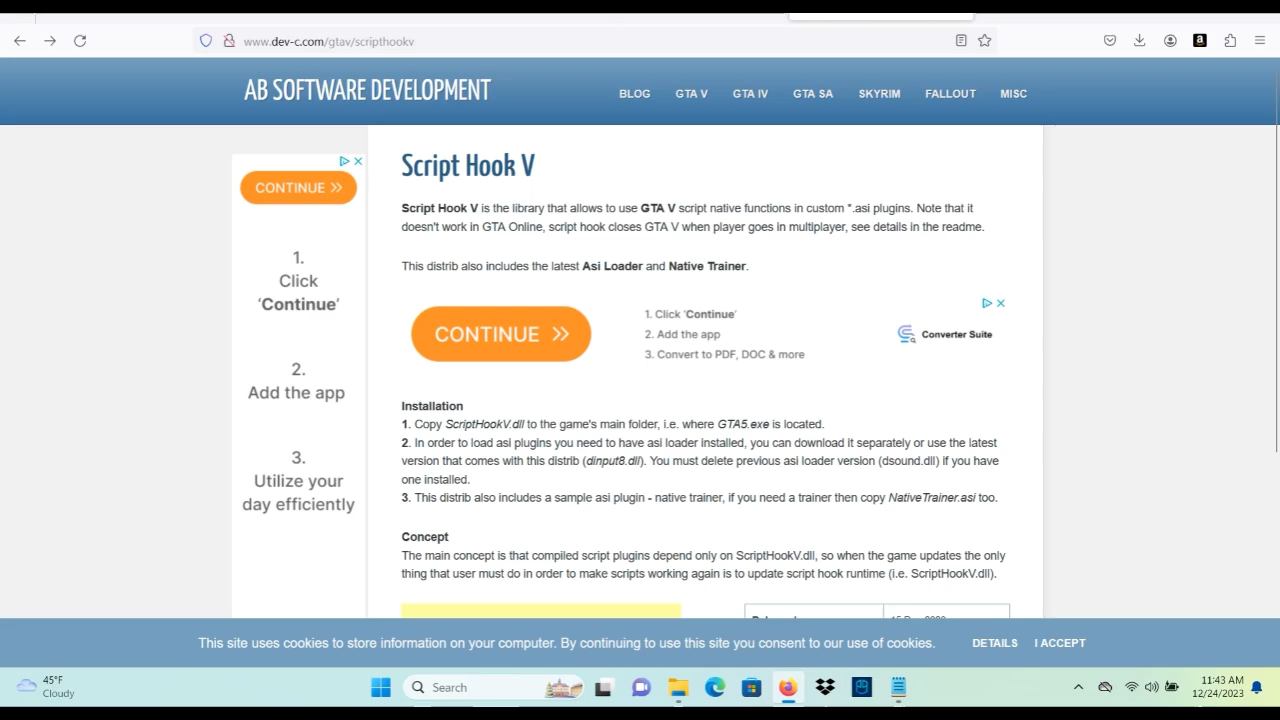 www.dev-c.com/gtav/scripthookv
AB SOFTWARE DEVELOPMENT
BLOG GTA V GTA IV GTA SA SKYRIM FALLOUT MISC
CONTINUE >>
1.
Click
'Continue'
2.
Add the app
3.
Utilize your
day efficiently
Script Hook V
Script Hook V is the library that allows to use GTA V script native functions in custom *.asi plugins. Note that it
doesn't work in GTA Online, script hook closes GTA V when player goes in multiplayer, see details in the readme.
This distrib also includes the latest Asi Loader and Native Trainer.
CONTINUE >>
1. Click 'Continue'
2. Add the app
3. Convert to PDF, DOC & more
Converter Suite
Installation
1. Copy ScriptHookV.dll to the game's main folder, i.e. where GTA5.exe is located.
2. In order to load asi plugins you need to have asi loader installed, you can download it separately or use the latest
version that comes with this distrib (dinput8.dll). You must delete previous asi loader version (dsound.dll) if you have
one installed.
3. This distrib also includes a sample asi plugin - native trainer, if you need a trainer then copy NativeTrainer.asi too.
Concept
The main concept is that compiled script plugins depend only on ScriptHookV.dll, so when the game updates the only
thing that user must do in order to make scripts working again is to update script hook runtime (i.e. ScriptHookV.dll).
This site uses cookies to store information on your computer. By continuing to use this site you consent to our use of cookies. DETAILS I ACCEPT
45°F
Cloudy
Search
11:43 AM
12/24/2023